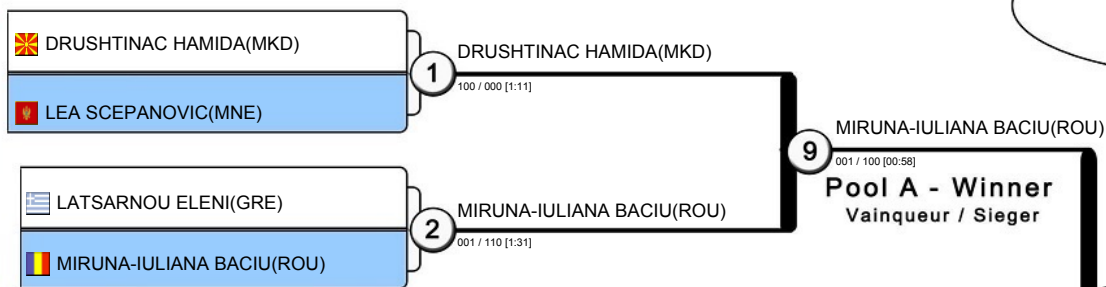 DRUSHTINAC HAMIDA(MKD)
LEA SCEPANOVIC(MNE)
1
DRUSHTINAC HAMIDA(MKD)
100 / 000 [1:11]
LATSARNOU ELENI(GRE)
MIRUNA-IULIANA BACIU(ROU)
2
MIRUNA-IULIANA BACIU(ROU)
001 / 110 [1:31]
9
MIRUNA-IULIANA BACIU(ROU)
001 / 100 [00:58]
Pool A - Winner
Vainqueur / Sieger